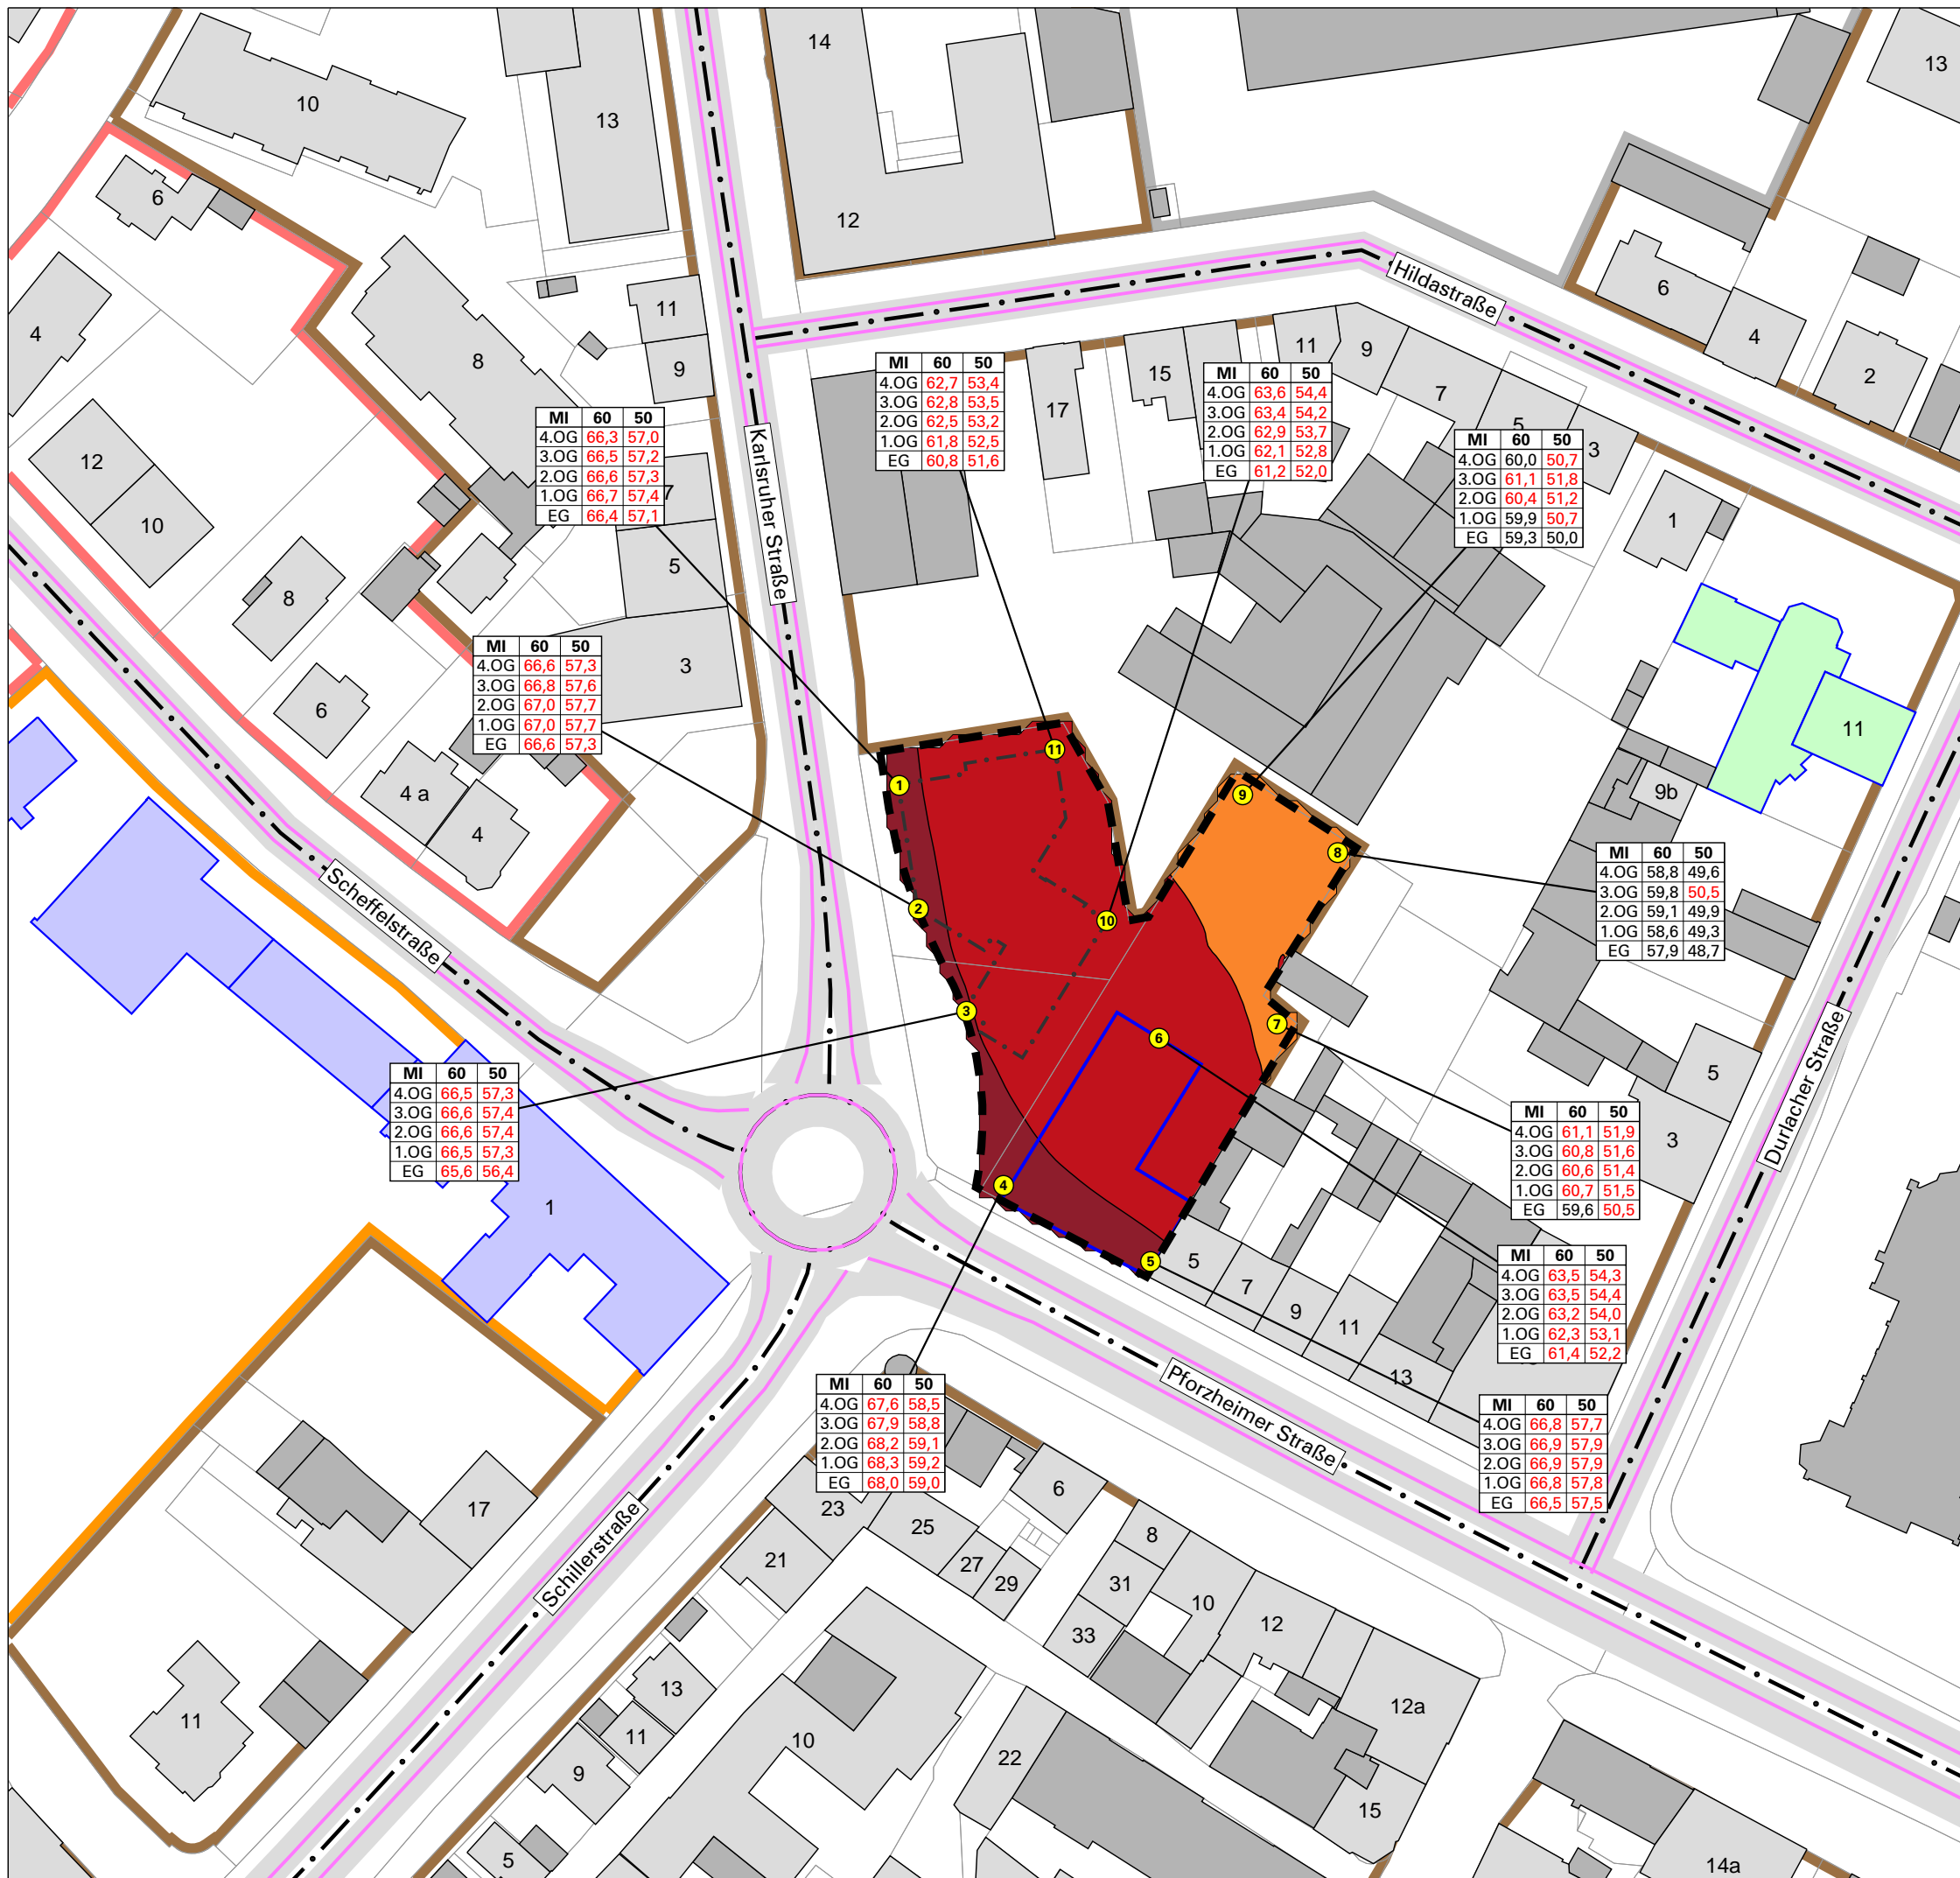 14
13
10
13
12
6
Hildastraße
6
4
2
4
8
11
9
15
17
11
9
7
5
3
12
10
8
6
4 a
4
7
5
3
Karlsruher Straße
1
MI 60 50
4.OG 62,7 53,4
3.OG 62,8 53,5
2.OG 62,5 53,2
1.OG 61,8 52,5
EG 60,8 51,6
MI 60 50
4.OG 63,6 54,4
3.OG 63,4 54,2
2.OG 62,9 53,7
1.OG 62,1 52,8
EG 61,2 52,0
MI 60 50
4.OG 66,3 57,0
3.OG 66,5 57,2
2.OG 66,6 57,3
1.OG 66,7 57,4
EG 66,4 57,1
MI 60 50
4.OG 60,0 50,7
3.OG 61,1 51,8
2.OG 60,4 51,2
1.OG 59,9 50,7
EG 59,3 50,0
MI 60 50
4.OG 66,6 57,3
3.OG 66,8 57,6
2.OG 67,0 57,7
1.OG 67,0 57,7
EG 66,6 57,3
11
9b
MI 60 50
4.OG 58,8 49,6
3.OG 59,8 50,5
2.OG 59,1 49,9
1.OG 58,6 49,3
EG 57,9 48,7
11
1
9
8
2
10
3
7
6
4
5
Scheffelstraße
Durlacher Straße
5
3
MI 60 50
4.OG 66,5 57,3
3.OG 66,6 57,4
2.OG 66,6 57,4
1.OG 66,5 57,3
EG 65,6 56,4
MI 60 50
4.OG 61,1 51,9
3.OG 60,8 51,6
2.OG 60,6 51,4
1.OG 60,7 51,5
EG 59,6 50,5
1
5
7
9
11
13
MI 60 50
4.OG 63,5 54,3
3.OG 63,5 54,4
2.OG 63,2 54,0
1.OG 62,3 53,1
EG 61,4 52,2
MI 60 50
4.OG 67,6 58,5
3.OG 67,9 58,8
2.OG 68,2 59,1
1.OG 68,3 59,2
EG 68,0 59,0
Pforzheimer Straße
MI 60 50
4.OG 66,8 57,7
3.OG 66,9 57,9
2.OG 66,9 57,9
1.OG 66,8 57,8
EG 66,5 57,5
Schillerstraße
17
23
25
6
21
27
29
8
31
33
10
12
12a
13
11
11
9
10
22
15
5
14a